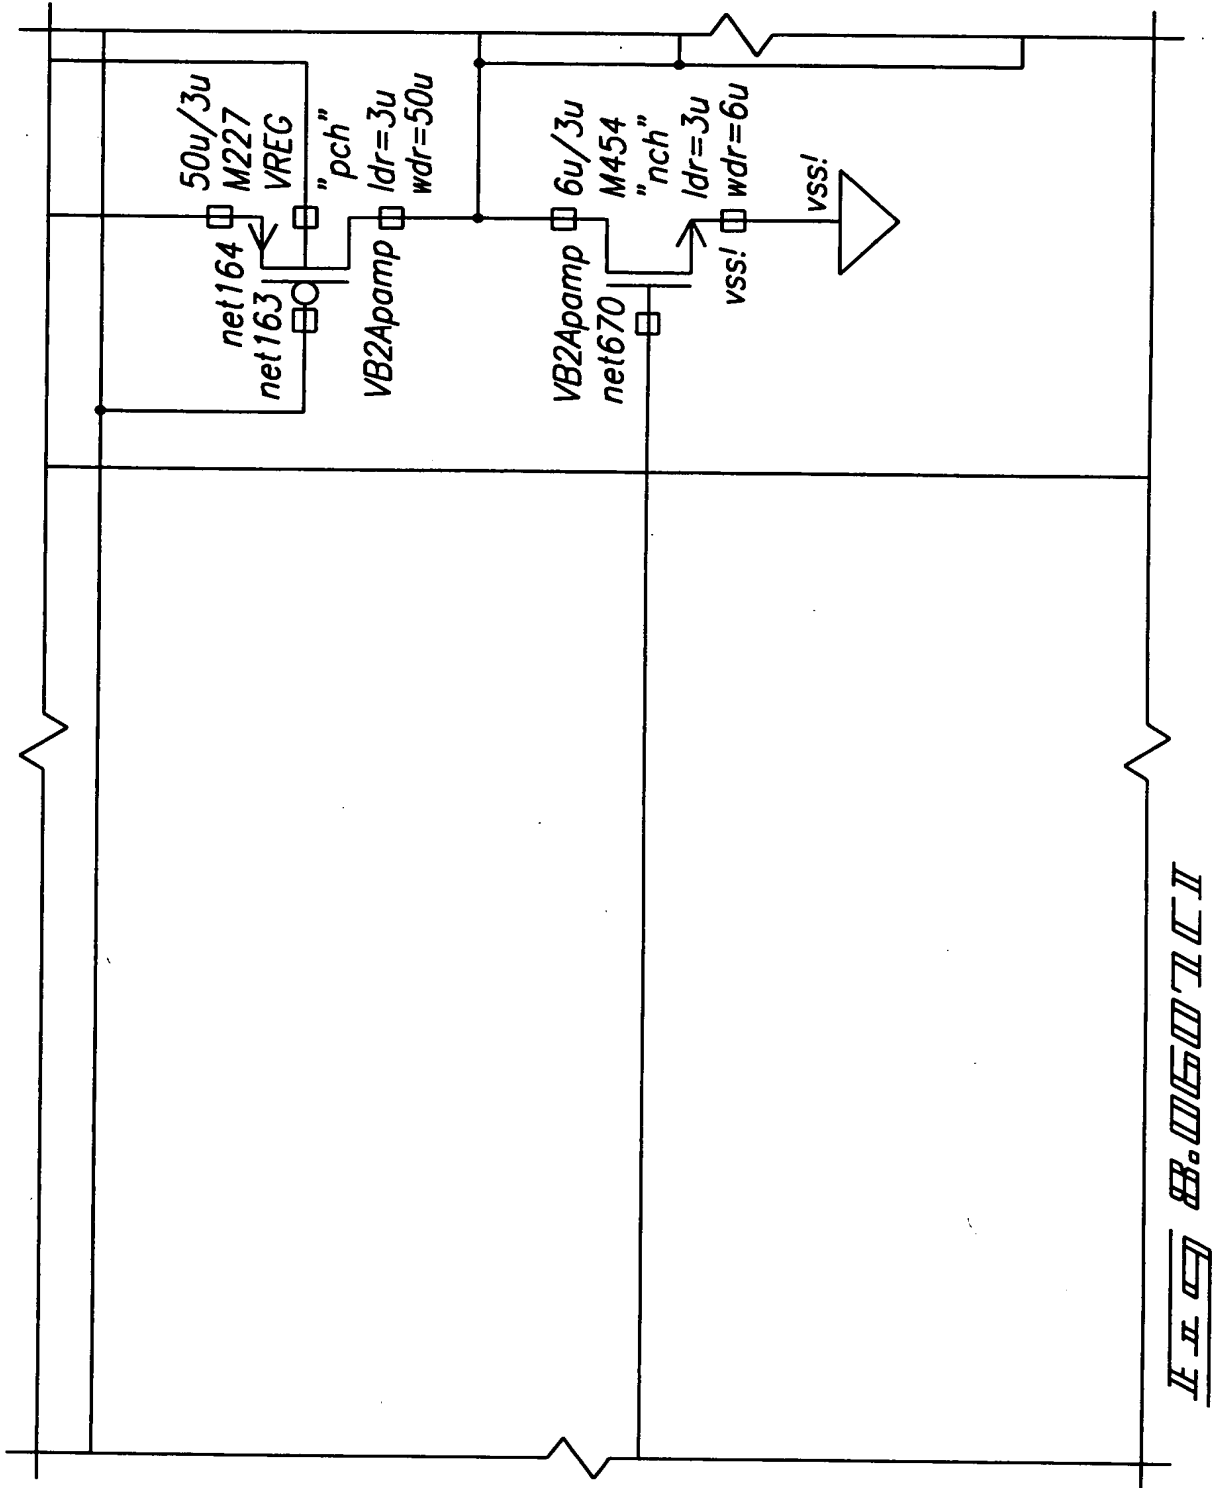 50u/3u
M227
VREG
"pch"
ldr=3u
wdr=50u
net164
net163
VB2Apamp
6u/3u
M454
"nch"
ldr=3u
wdr=6u
VB2Apamp
net670
vss!
vss!
FIG 8.0607CI